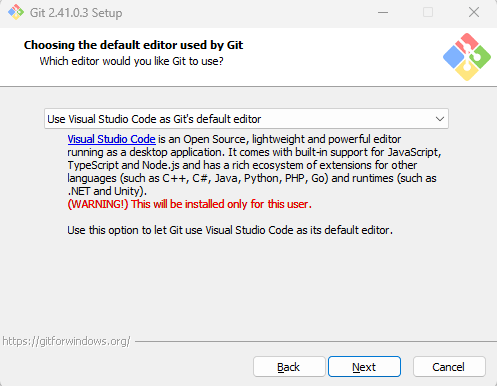 Git 2.41.0.3 Setup
Choosing the default editor used by Git
Which editor would you like Git to use?
Use Visual Studio Code as Git's default editor
Visual Studio Code is an Open Source, lightweight and powerful editor
running as a desktop application. It comes with built-in support for JavaScript,
TypeScript and Node.js and has a rich ecosystem of extensions for other
languages (such as C++, C#, Java, Python, PHP, Go) and runtimes (such as
.NET and Unity).
(WARNING!) This will be installed only for this user.
Use this option to let Git use Visual Studio Code as its default editor.
https://gitforwindows.org/
Back Next Cancel